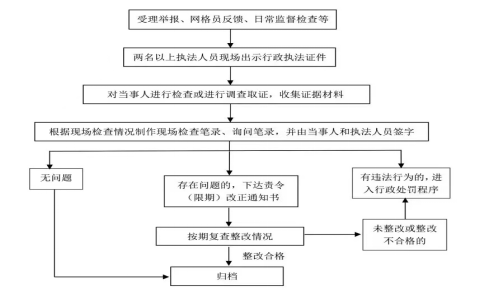 受理举报、网格员反馈、日常监督检查等
两名以上执法人员现场出示行政执法证件
对当事人进行检查或进行调查取证，收集证据材料
根据现场检查情况制作现场检查笔录、询问笔录，并由当事人和执法人员签字
无问题
存在问题的，下达责令
（限期）改正通知书
有违法行为的，进
入行政处罚程序
按期复查整改情况
未整改或整改
不合格的
整改合格
归档